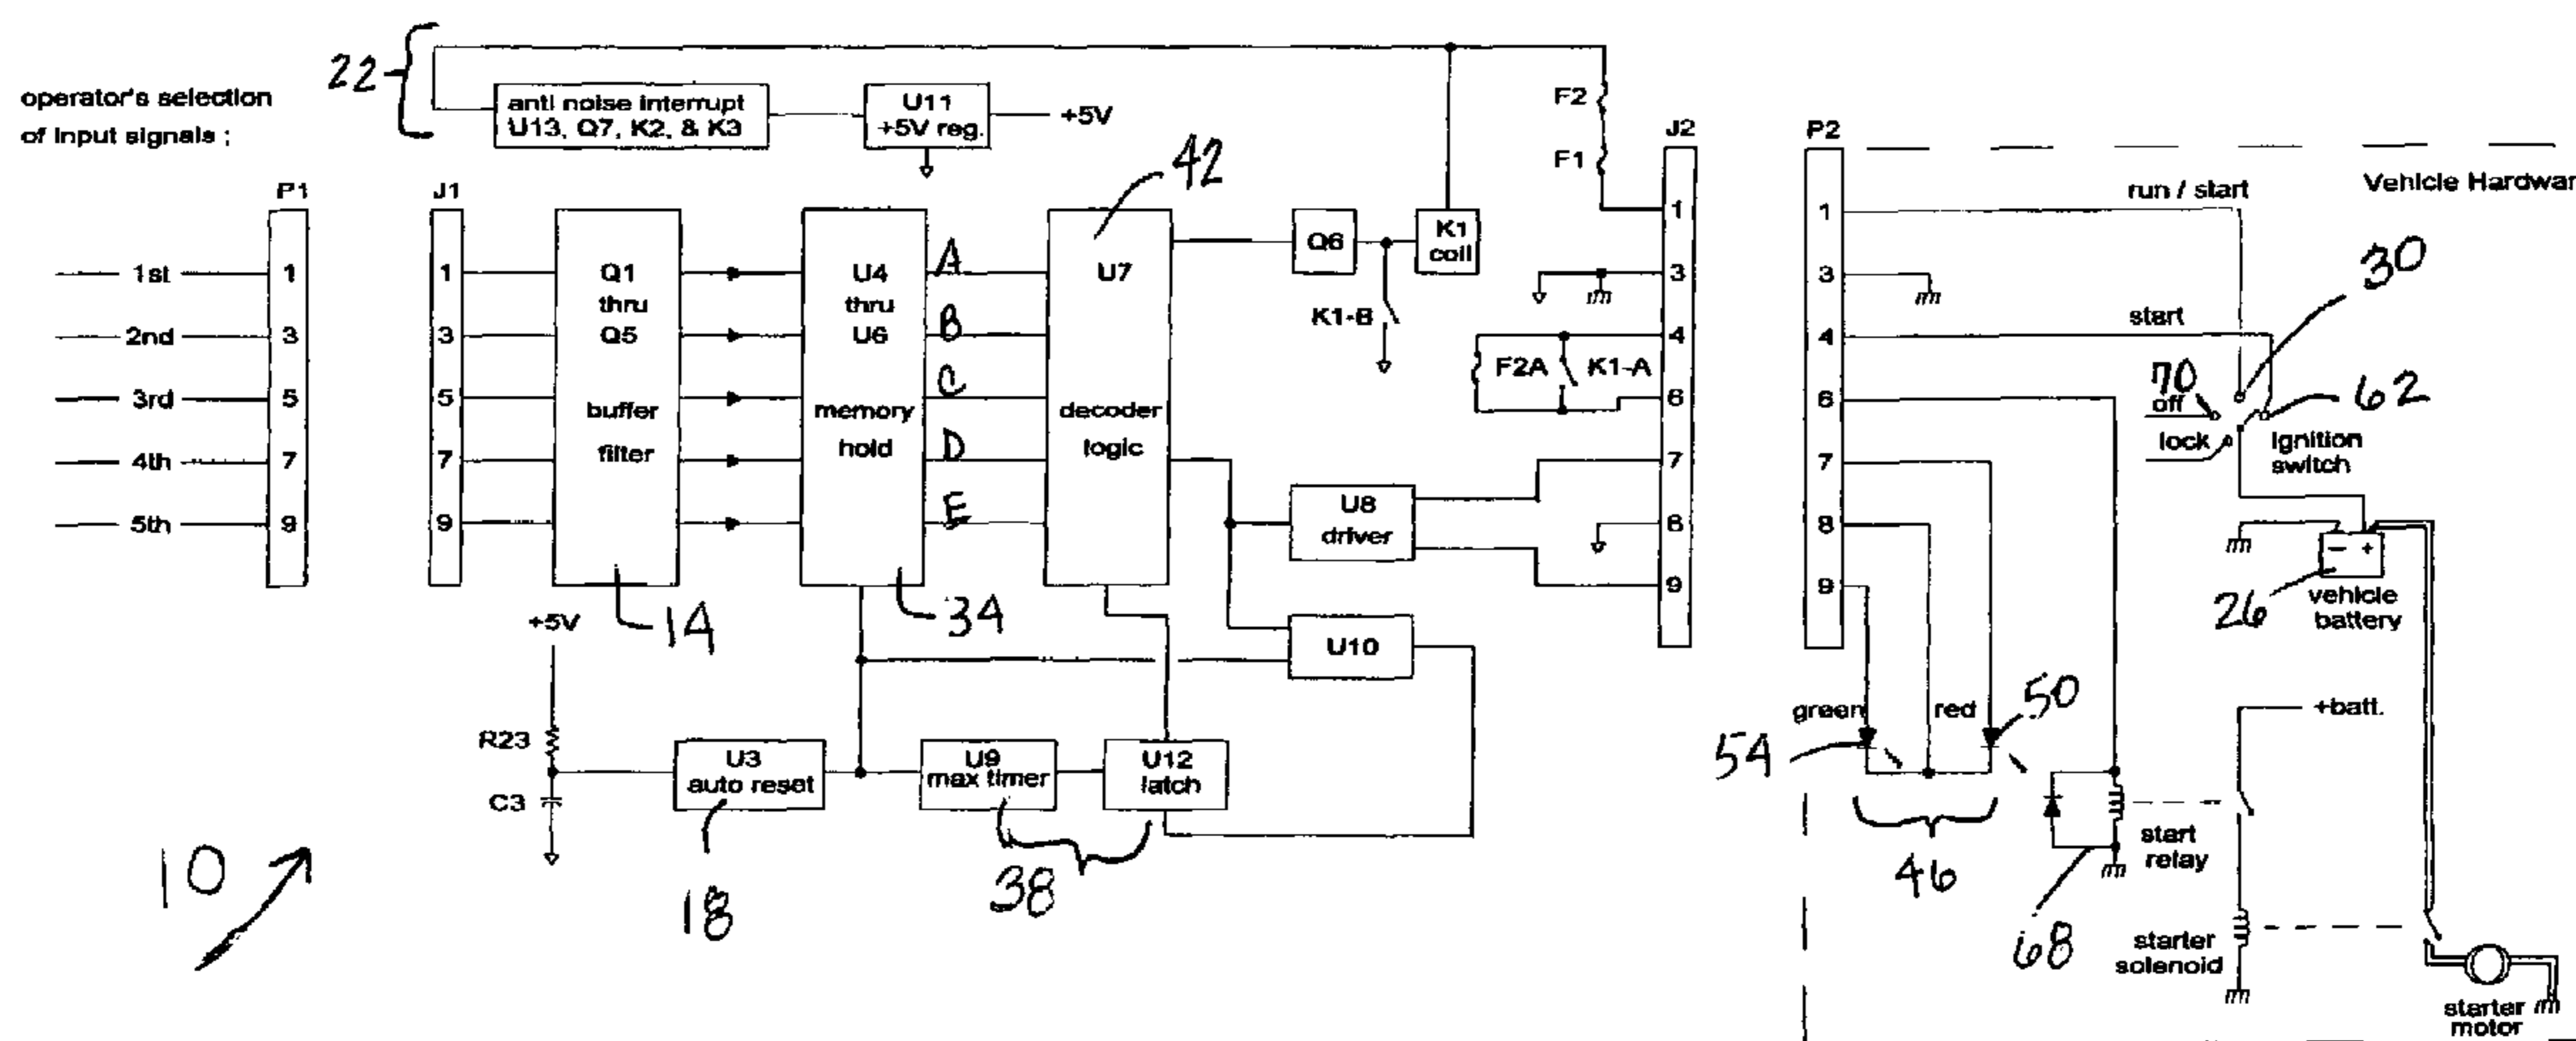 22
operator's selection
of input signals ;
anti noise interrupt
U13, Q7, K2, & K3
U11
+5V reg.
+5V
F2
F1
J2
P2
Vehicle Hardwar
42
P1
J1
1st
2nd
3rd
4th
5th
1
3
5
7
9
1
3
5
7
9
Q1
thru
Q5
buffer
filter
14
U4
thru
U6
memory
hold
34
A
B
C
D
E
U7
decoder
logic
Q6
K1
coil
K1-B
F2A
K1-A
U8
driver
U10
1
3
4
6
7
8
9
1
3
4
6
7
8
9
run / start
start
30
70
off
lock
62
ignition
switch
- +
26
vehicle
battery
+5V
R23
C3
U3
auto reset
18
U9
max timer
U12
latch
38
10
green
red
50
54
46
68
start
relay
+batt.
starter
solenoid
starter
motor